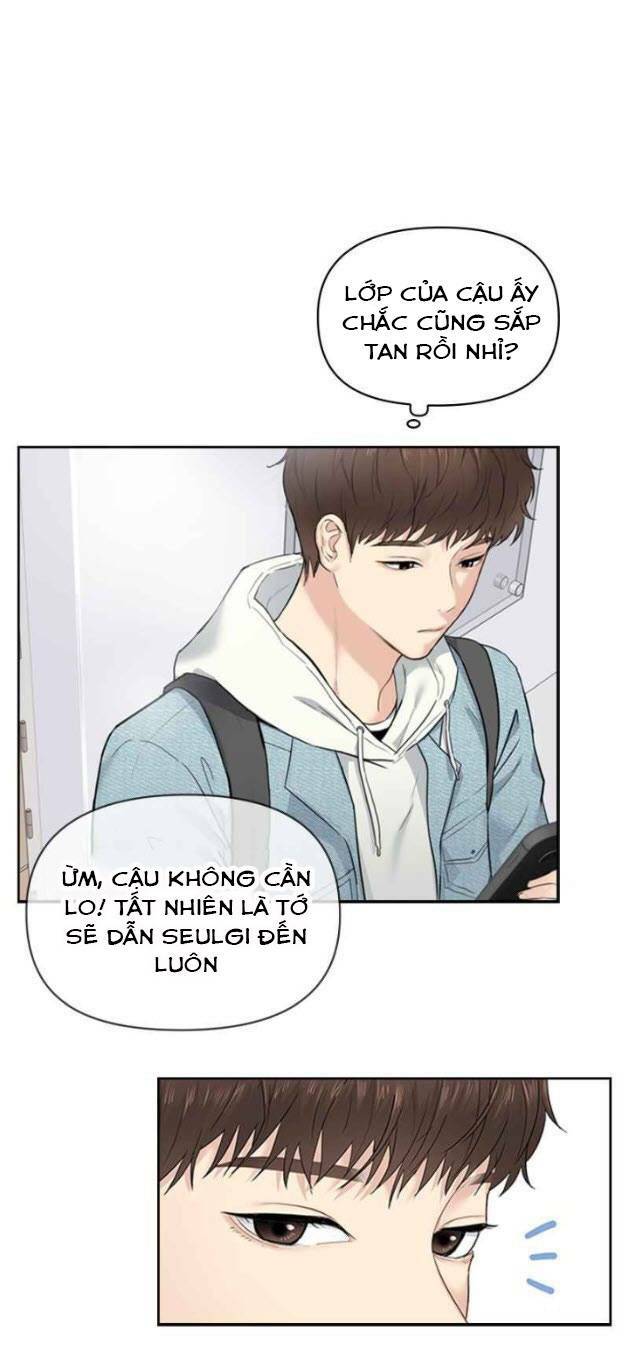 LỚP CỦA CẬU ẤY
CHẮC CŨNG SẮP
TAN RỒI NHỈ?
ỪM, CẬU KHÔNG CẦN
LO! TẤT NHIÊN LÀ TỚ
SẼ DẪN SEULGI ĐẾN
LUÔN